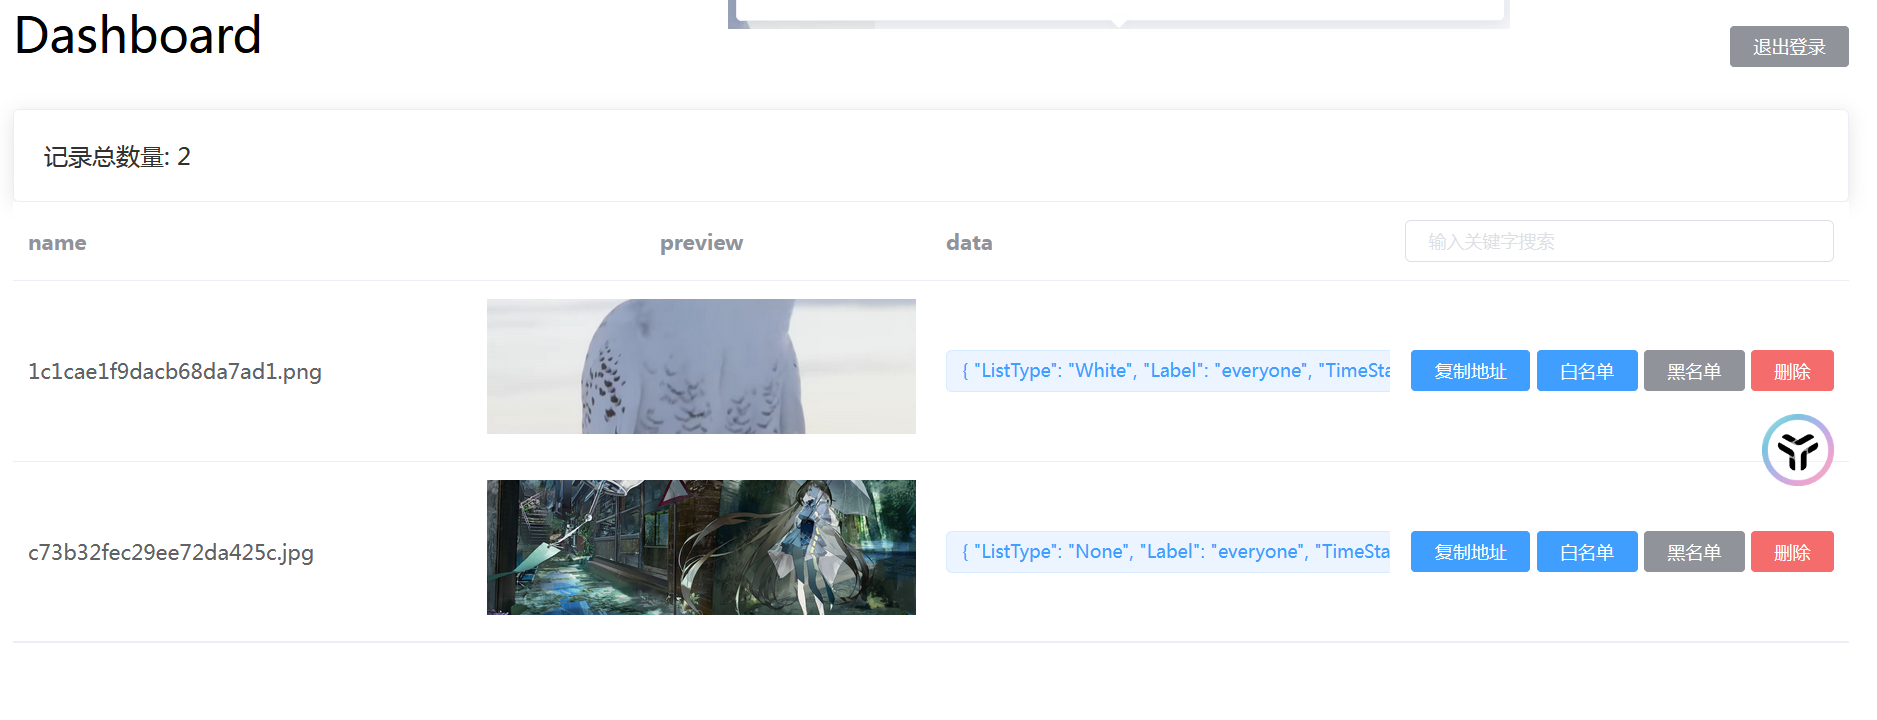 Dashboard
退出登录
记录总数量: 2
name preview data 输入关键字搜索
1c1cae1f9dacb68da7ad1.png { "ListType": "White", "Label": "everyone", "TimeSta 复制地址 白名单 黑名单 删除
c73b32fec29ee72da425c.jpg { "ListType": "None", "Label": "everyone", "TimeSta 复制地址 白名单 黑名单 删除